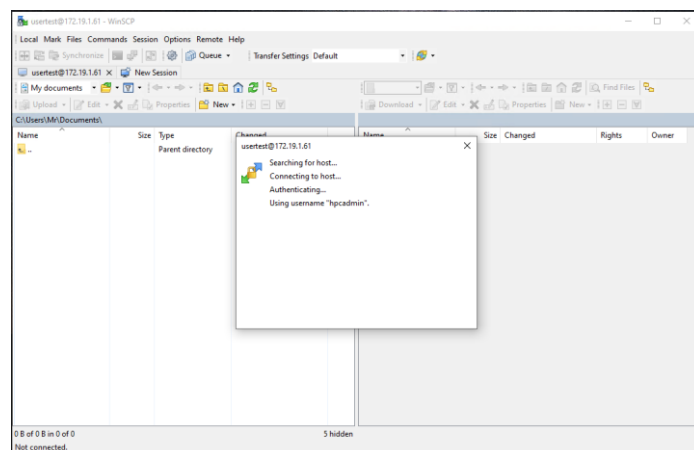 usertest@172.19.1.61 - WinSCP
Local Mark Files Commands Session Options Remote Help
Synchronize Queue Transfer Settings Default
usertest@172.19.1.61 New Session
My documents Find Files
Upload Edit Properties New Download Edit Properties New
C:\Users\Mr\Documents\
Name Size Type Changed Name Size Changed Rights Owner
.. Parent directory
usertest@172.19.1.61
Searching for host...
Connecting to host...
Authenticating...
Using username "hpcadmin".
0 B of 0 B in 0 of 0 5 hidden
Not connected.